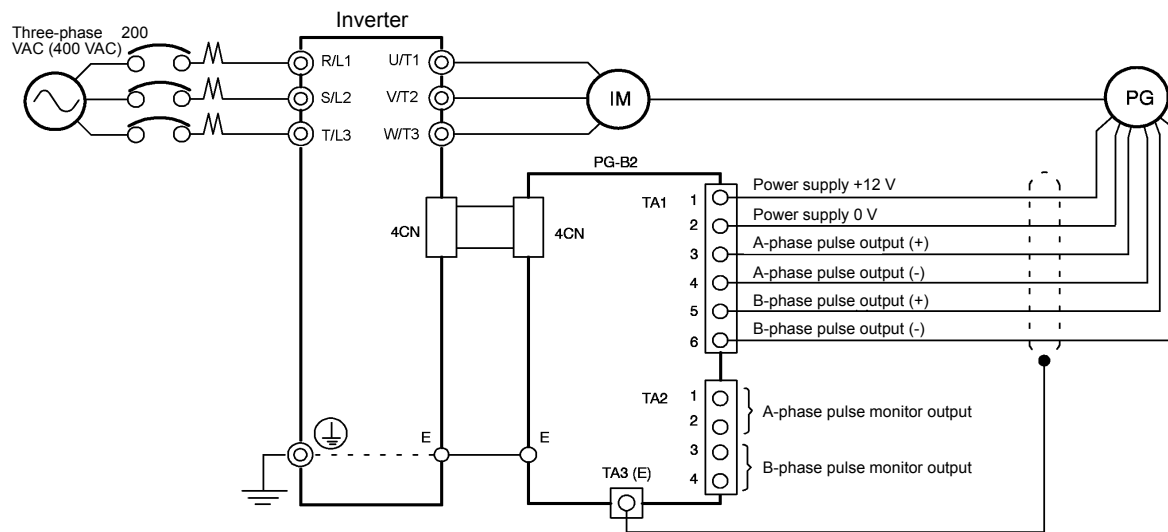 Inverter
Three-phase 200
VAC (400 VAC)
R/L1 U/T1
S/L2 V/T2
T/L3 W/T3
IM
PG
PG-B2
4CN
4CN
TA1
1 Power supply +12 V
2 Power supply 0 V
3 A-phase pulse output (+)
4 A-phase pulse output (-)
5 B-phase pulse output (+)
6 B-phase pulse output (-)
TA2
1
2
A-phase pulse monitor output
3
4
B-phase pulse monitor output
E
E
TA3 (E)